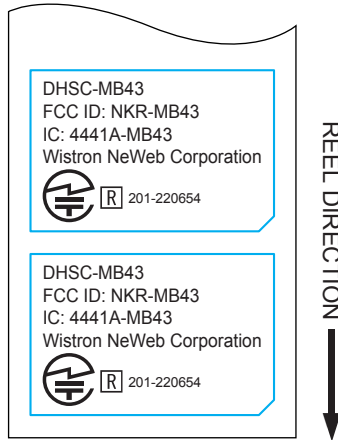 DHSC-MB43
FCC ID: NKR-MB43
IC: 4441A-MB43
Wistron NeWeb Corporation
R 201-220654
DHSC-MB43
FCC ID: NKR-MB43
IC: 4441A-MB43
Wistron NeWeb Corporation
R 201-220654
REEL DIRECTION